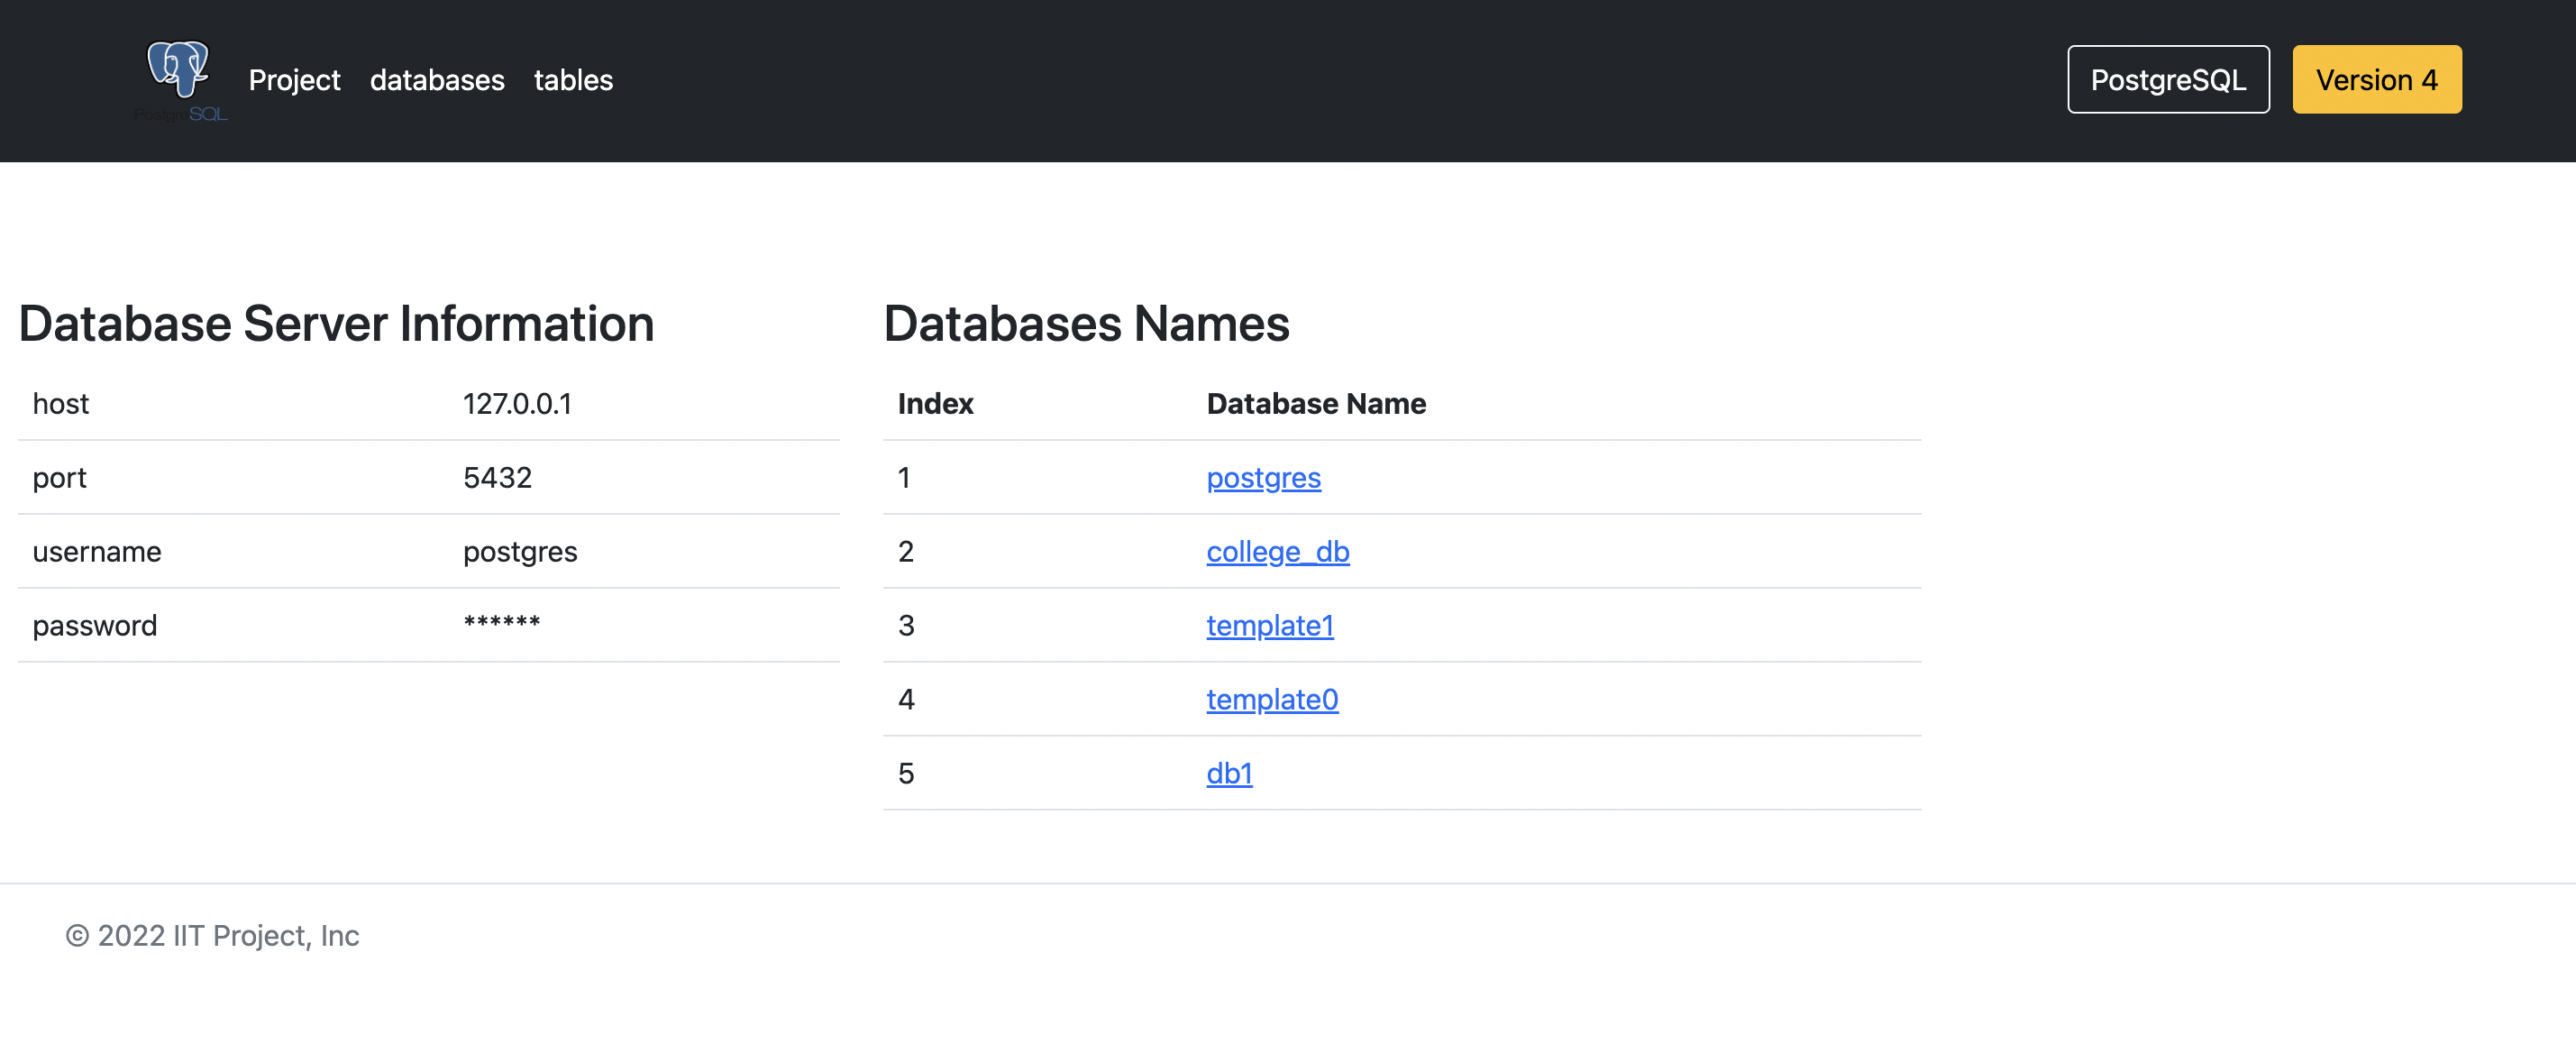 PostgreSQL
Project databases tables
PostgreSQL
Version 4
Database Server Information
host 127.0.0.1
port 5432
username postgres
password ******
Databases Names
Index Database Name
1 postgres
2 college_db
3 template1
4 template0
5 db1
© 2022 IIT Project, Inc